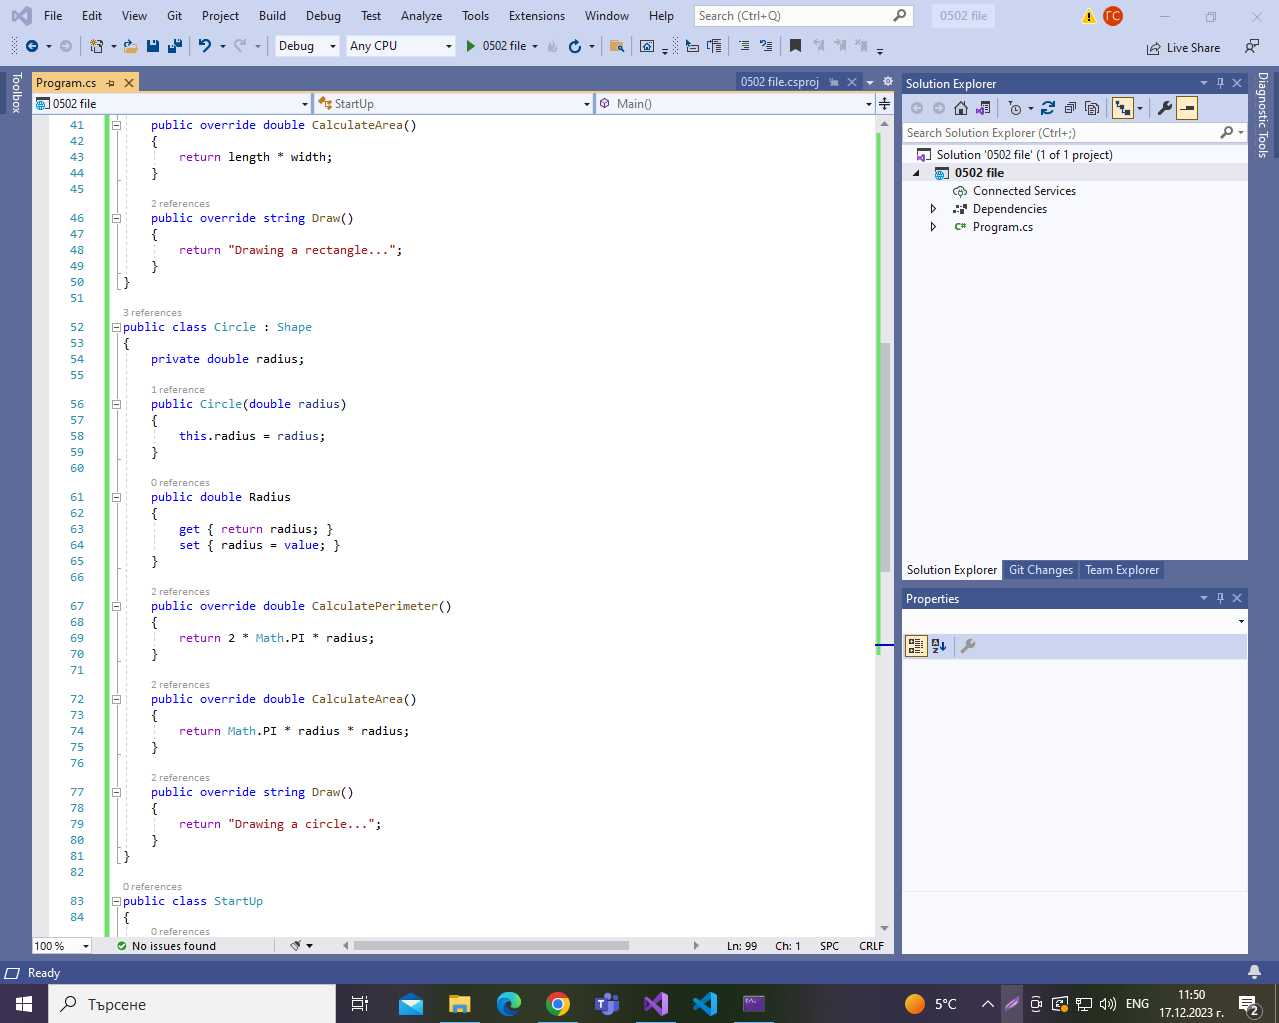 File Edit View Git Project Build Debug Test Analyze Tools Extensions Window Help Search (Ctrl+Q) 0502 file ГС
Debug Any CPU 0502 file Live Share
Toolbox
Program.cs 0502 file.csproj
0502 file StartUp Main()
41 public override double CalculateArea()
42 {
43 return length * width;
44 }
45
2 references
46 public override string Draw()
47 {
48 return "Drawing a rectangle...";
49 }
50 }
51
3 references
52 public class Circle : Shape
53 {
54 private double radius;
55
1 reference
56 public Circle(double radius)
57 {
58 this.radius = radius;
59 }
60
0 references
61 public double Radius
62 {
63 get { return radius; }
64 set { radius = value; }
65 }
66
2 references
67 public override double CalculatePerimeter()
68 {
69 return 2 * Math.PI * radius;
70 }
71
2 references
72 public override double CalculateArea()
73 {
74 return Math.PI * radius * radius;
75 }
76
2 references
77 public override string Draw()
78 {
79 return "Drawing a circle...";
80 }
81 }
82
0 references
83 public class StartUp
84 {
0 references
100 % No issues found Ln: 99 Ch: 1 SPC CRLF
Solution Explorer
Search Solution Explorer (Ctrl+;)
Solution '0502 file' (1 of 1 project)
0502 file
Connected Services
Dependencies
C# Program.cs
Solution Explorer Git Changes Team Explorer
Properties
Diagnostic Tools
Ready
Търсене 5°C ENG 11:50
17.12.2023 г. 2